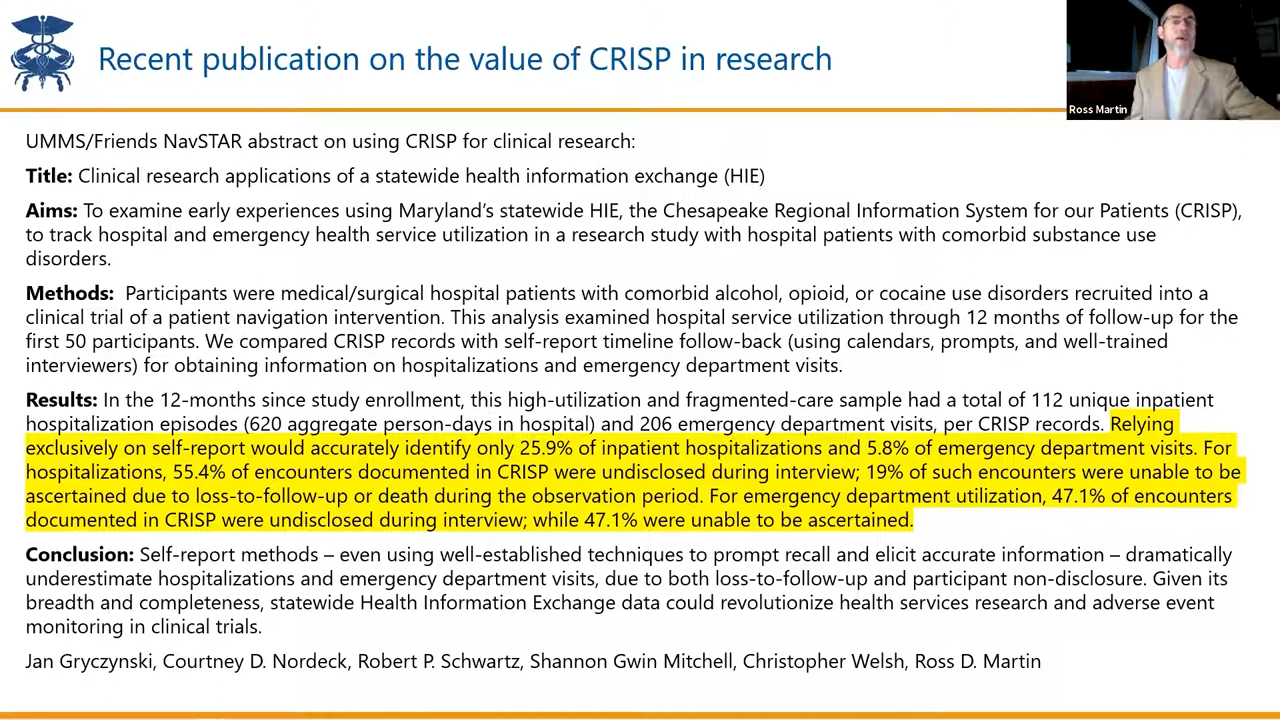 Recent publication on the value of CRISP in research
Ross Martin
UMMS/Friends NavSTAR abstract on using CRISP for clinical research:
Title: Clinical research applications of a statewide health information exchange (HIE)
Aims: To examine early experiences using Maryland’s statewide HIE, the Chesapeake Regional Information System for our Patients (CRISP),
to track hospital and emergency health service utilization in a research study with hospital patients with comorbid substance use
disorders.
Methods: Participants were medical/surgical hospital patients with comorbid alcohol, opioid, or cocaine use disorders recruited into a
clinical trial of a patient navigation intervention. This analysis examined hospital service utilization through 12 months of follow-up for the
first 50 participants. We compared CRISP records with self-report timeline follow-back (using calendars, prompts, and well-trained
interviewers) for obtaining information on hospitalizations and emergency department visits.
Results: In the 12-months since study enrollment, this high-utilization and fragmented-care sample had a total of 112 unique inpatient
hospitalization episodes (620 aggregate person-days in hospital) and 206 emergency department visits, per CRISP records. Relying
exclusively on self-report would accurately identify only 25.9% of inpatient hospitalizations and 5.8% of emergency department visits. For
hospitalizations, 55.4% of encounters documented in CRISP were undisclosed during interview; 19% of such encounters were unable to be
ascertained due to loss-to-follow-up or death during the observation period. For emergency department utilization, 47.1% of encounters
documented in CRISP were undisclosed during interview; while 47.1% were unable to be ascertained.
Conclusion: Self-report methods – even using well-established techniques to prompt recall and elicit accurate information – dramatically
underestimate hospitalizations and emergency department visits, due to both loss-to-follow-up and participant non-disclosure. Given its
breadth and completeness, statewide Health Information Exchange data could revolutionize health services research and adverse event
monitoring in clinical trials.
Jan Gryczynski, Courtney D. Nordeck, Robert P. Schwartz, Shannon Gwin Mitchell, Christopher Welsh, Ross D. Martin